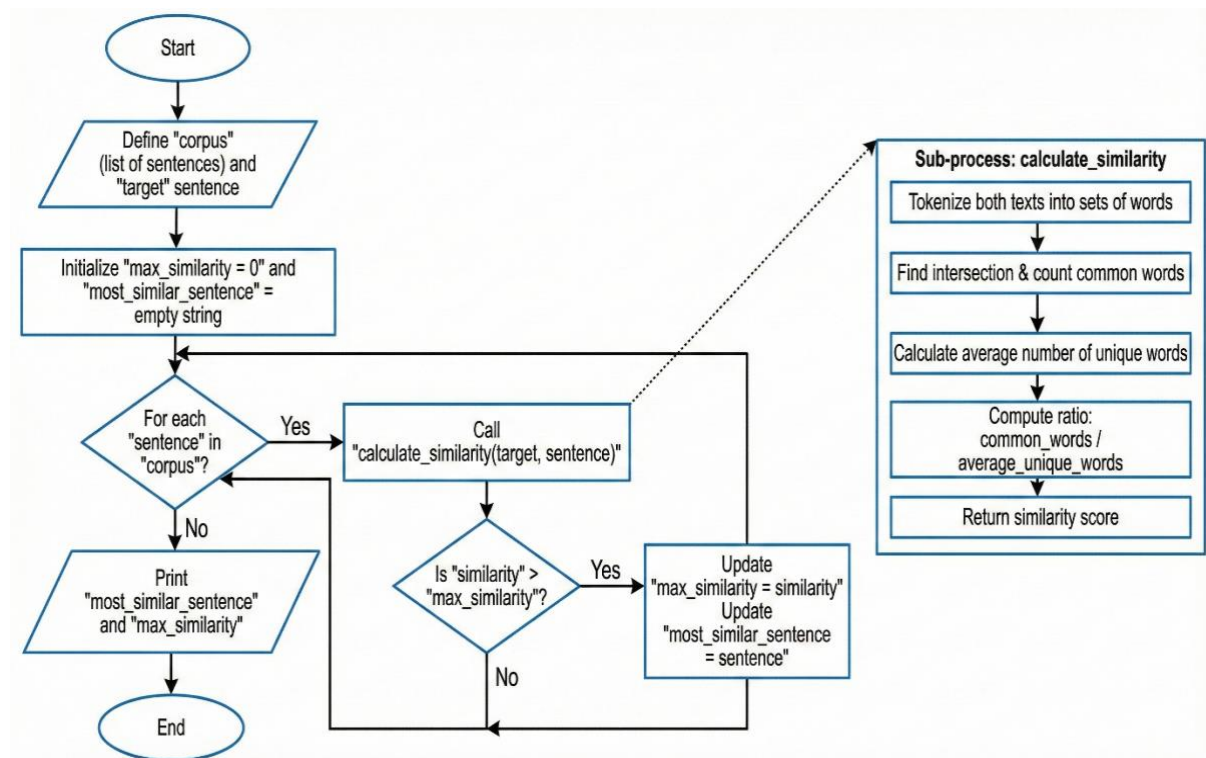 Start
Define "corpus"
(list of sentences) and
"target" sentence
Initialize "max_similarity = 0" and
"most_similar_sentence" =
empty string
For each
"sentence" in
"corpus"?
Yes
Call
"calculate_similarity(target, sentence)"
Is "similarity" >
"max_similarity"?
Yes
Update
"max_similarity = similarity"
Update
"most_similar_sentence
= sentence"
No
No
Print
"most_similar_sentence"
and "max_similarity"
End
Sub-process: calculate_similarity
Tokenize both texts into sets of words
Find intersection & count common words
Calculate average number of unique words
Compute ratio:
common_words /
average_unique_words
Return similarity score